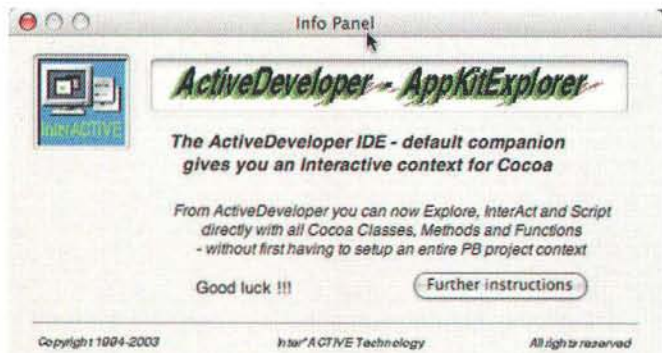 Info Panel
ActiveDeveloper - AppKitExplorer
InterACTIVE
The ActiveDeveloper IDE - default companion
gives you an Interactive context for Cocoa
From ActiveDeveloper you can now Explore, InterAct and Script
directly with all Cocoa Classes, Methods and Functions
- without first having to setup an entire PB project context
Good luck !!!
Further instructions
Copyright 1994-2003 Inter*ACTIVE Technology All rights reserved